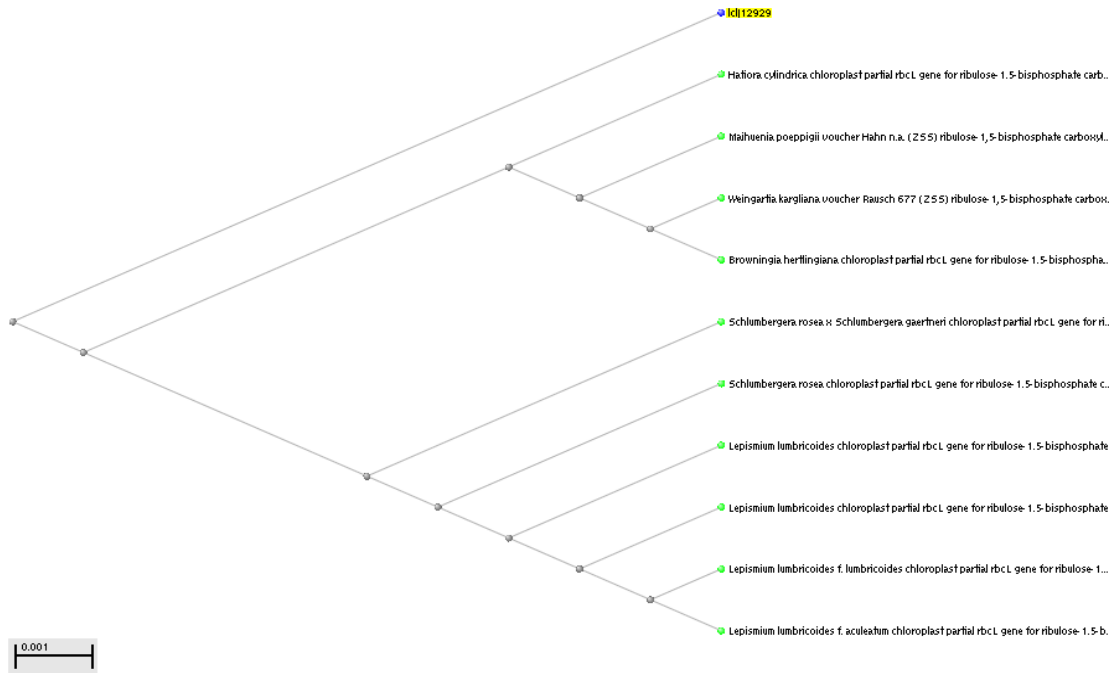 lcl|12929
Hatiora cylindrica chloroplast partial rbcL gene for ribulose-1.5-bisphosphate carb..
Maihuenia poeppigii voucher Hahn n.a. (ZSS) ribulose-1,5-bisphosphate carboxyl..
Weingartia kargliana voucher Rausch 677 (ZSS) ribulose-1,5-bisphosphate carbox.
Browningia hertlingiana chloroplast partial rbcL gene for ribulose-1.5-bisphospha..
Schlumbergera rosea x Schlumbergera gaertneri chloroplast partial rbcL gene for ri..
Schlumbergera rosea chloroplast partial rbcL gene for ribulose-1.5-bisphosphate c..
Lepismium lumbricoides chloroplast partial rbcL gene for ribulose-1.5-bisphosphate
Lepismium lumbricoides chloroplast partial rbcL gene for ribulose-1.5-bisphosphate
Lepismium lumbricoides f. lumbricoides chloroplast partial rbcL gene for ribulose-1...
Lepismium lumbricoides f. aculeatum chloroplast partial rbcL gene for ribulose-1.5-b.
0.001